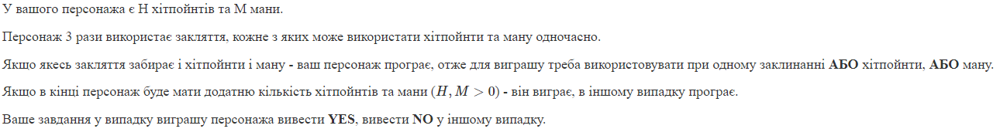 У вашого персонажа є H хітпойнтів та M мани.
Персонаж 3 рази використає закляття, кожне з яких може використати хітпойнти та ману одночасно.
Якщо якесь закляття забирає і хітпойнти і ману - ваш персонаж програє, отже для виграшу треба використовувати при одному заклинанні АБО хітпойнти, АБО ману.
Якщо в кінці персонаж буде мати додатню кількість хітпойнтів та мани (H, M > 0) - він виграє, в іншому випадку програє.
Ваше завдання у випадку виграшу персонажа вивести YES, вивести NO у іншому випадку.